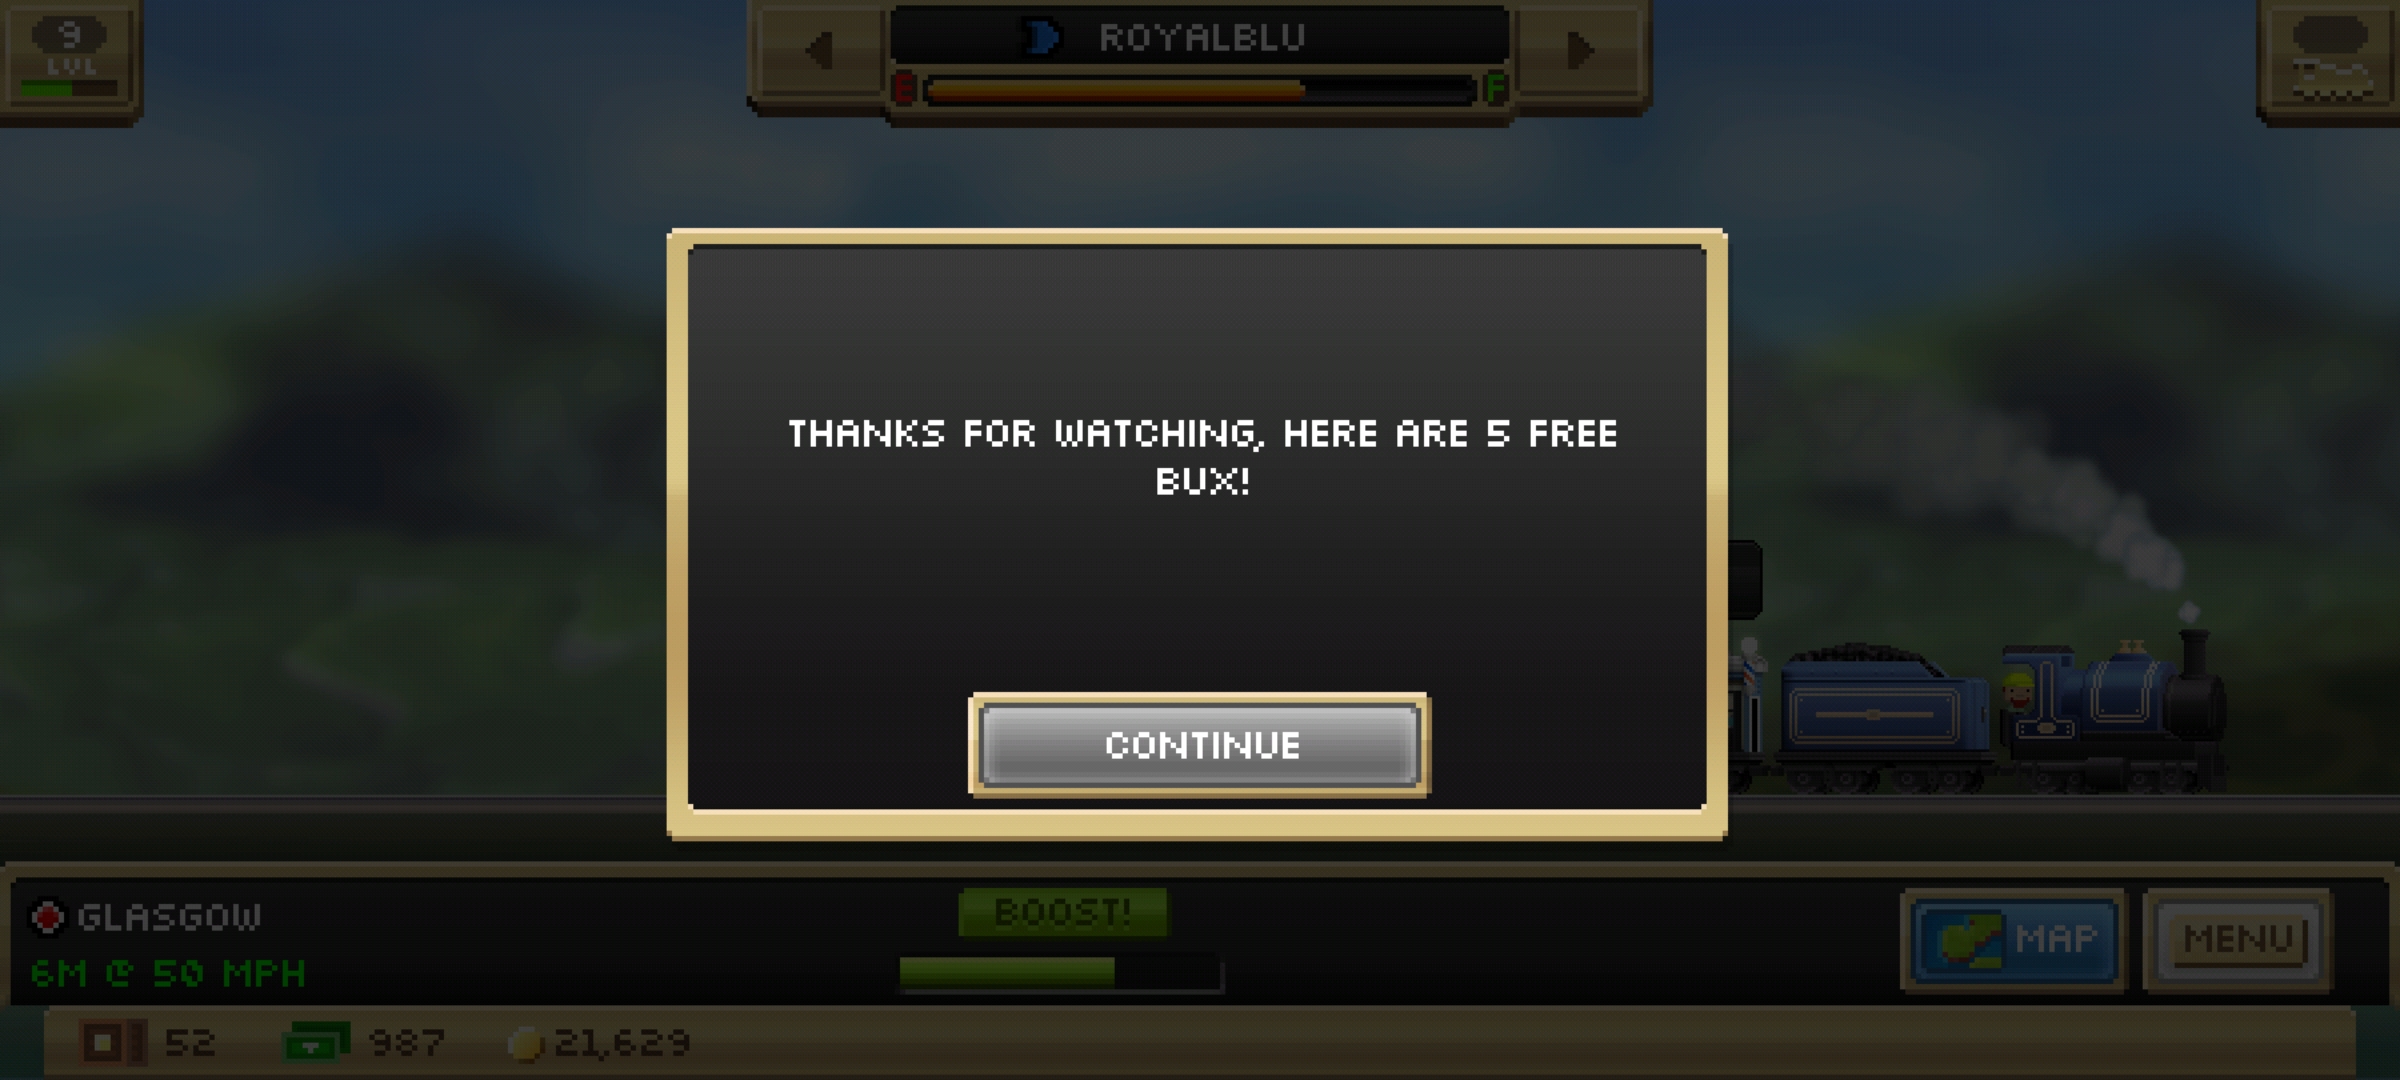 9
LVL
ROYALBLU
E
F
THANKS FOR WATCHING, HERE ARE 5 FREE
BUX!
CONTINUE
GLASGOW
6M @ 50 MPH
BOOST!
MAP
MENU
52
987
21,629